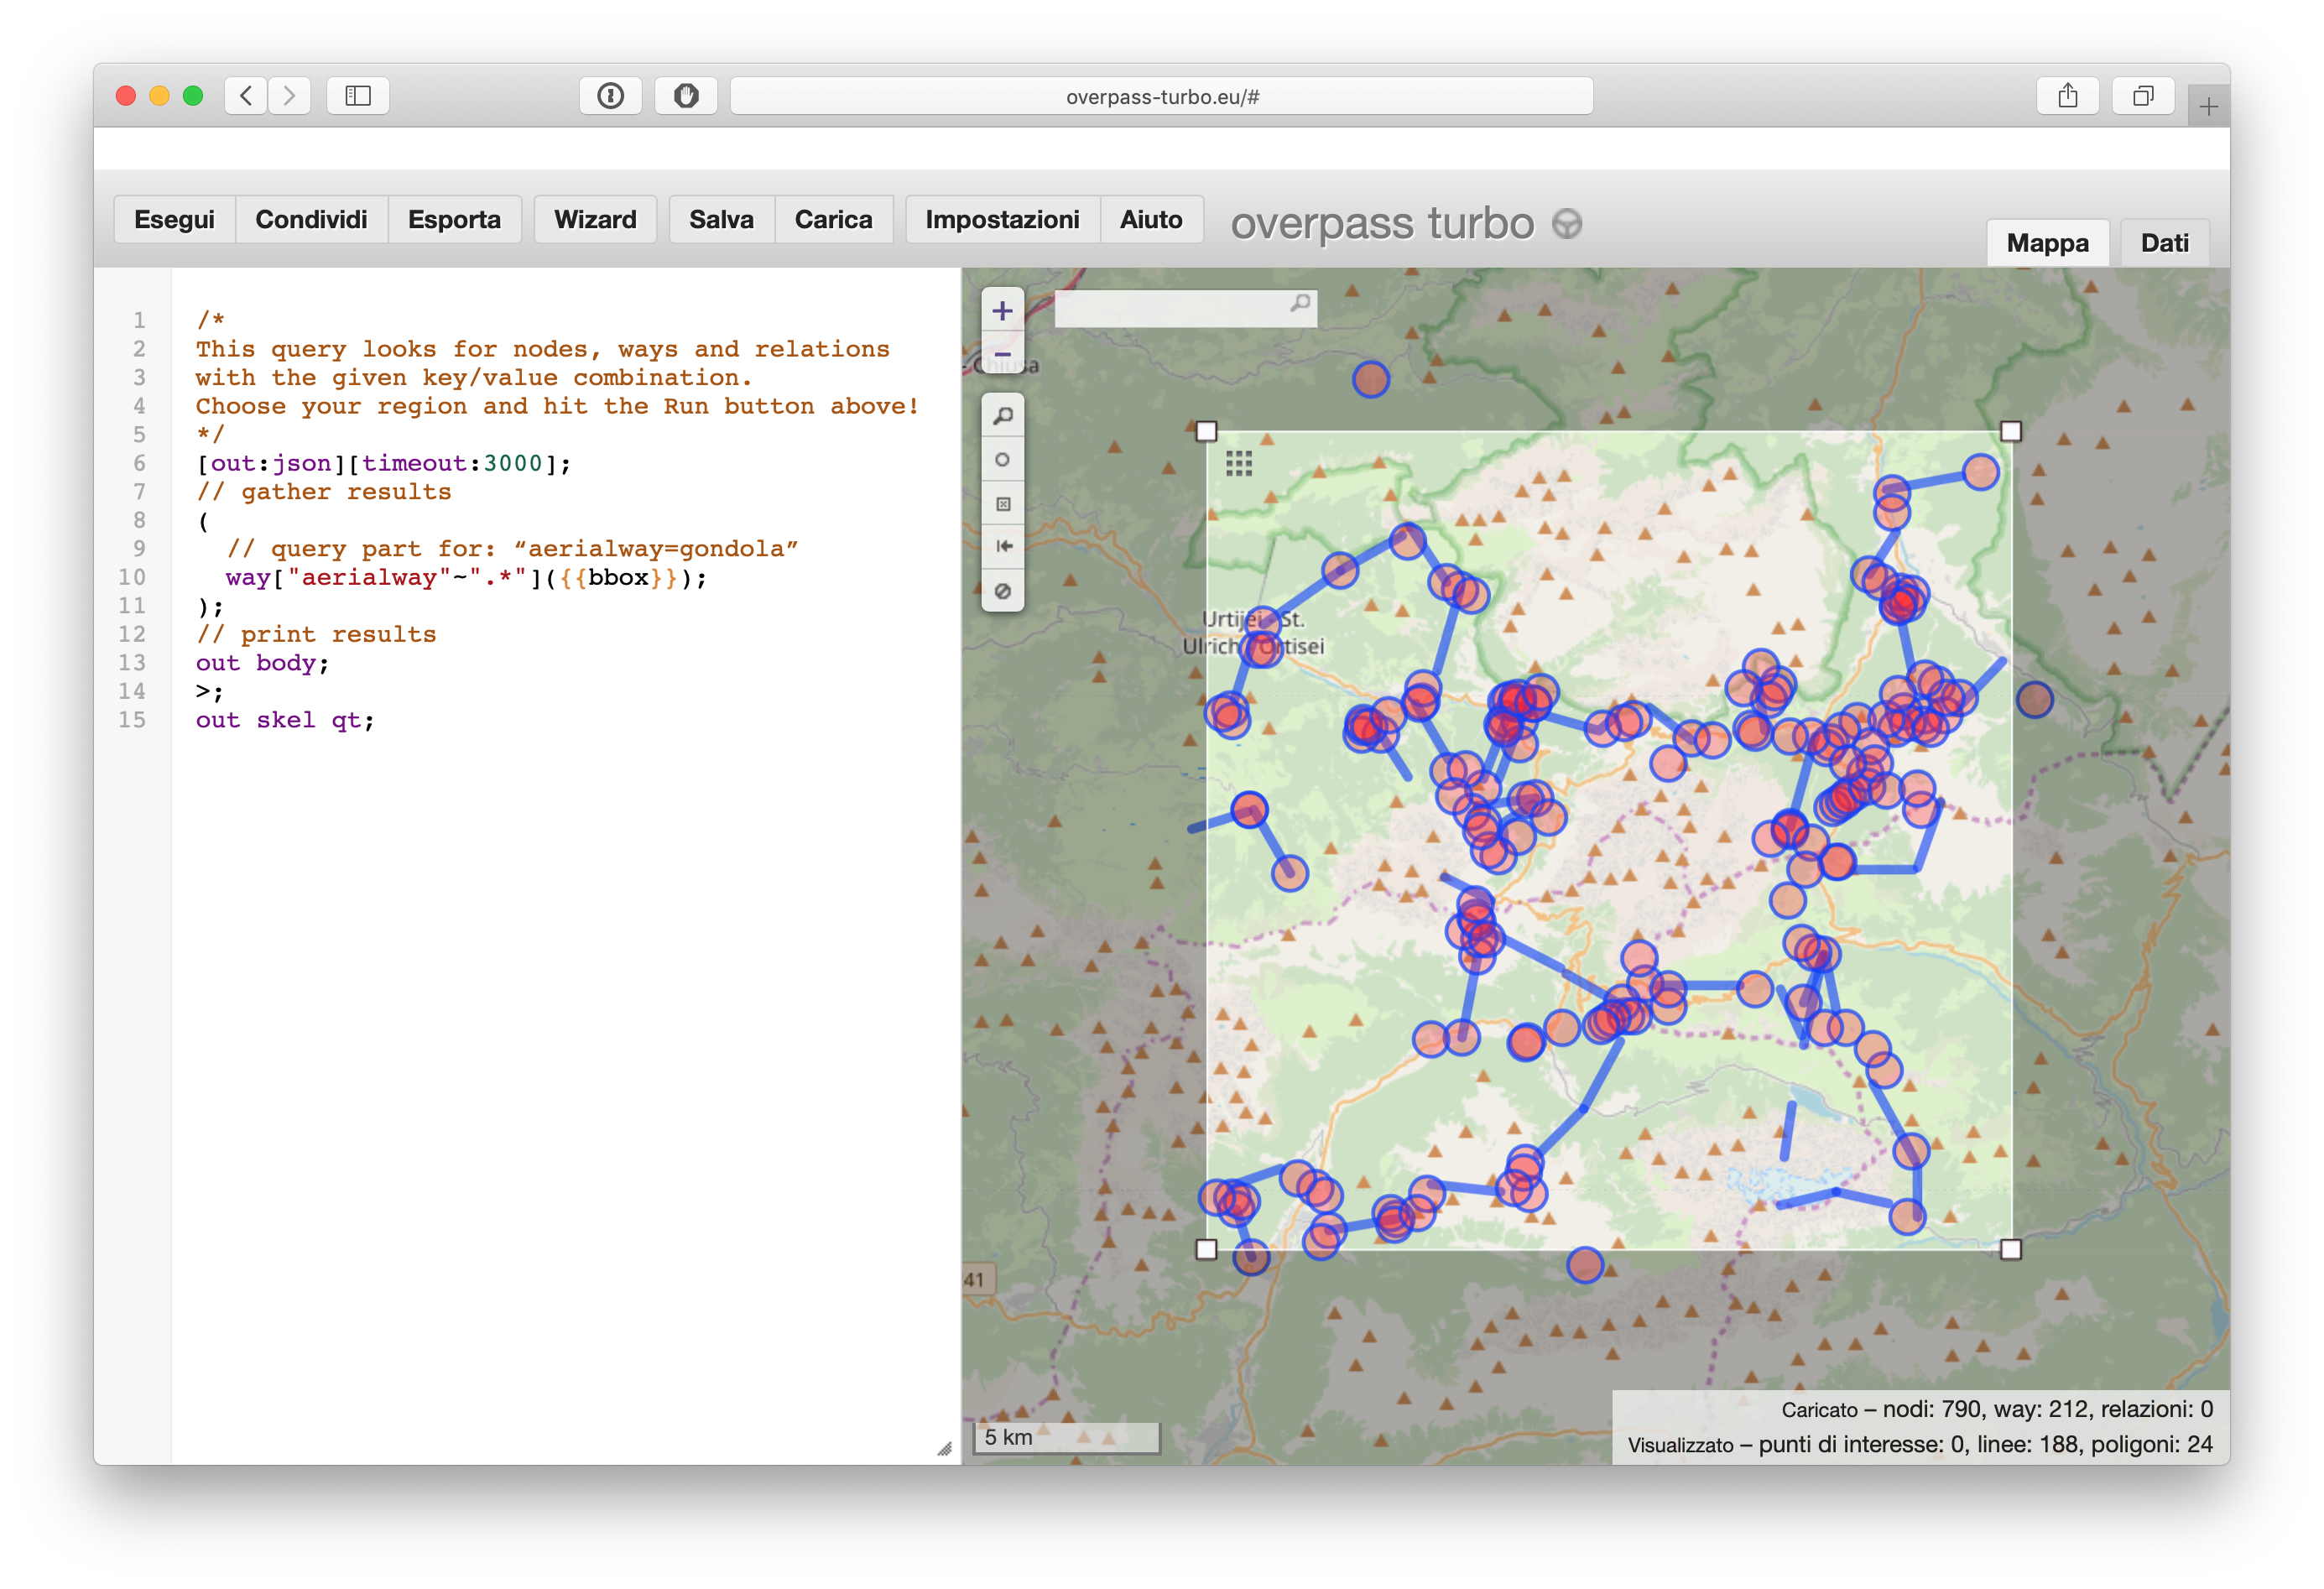 overpass-turbo.eu/#
Esegui Condividi Esporta Wizard Salva Carica Impostazioni Aiuto overpass turbo Mappa Dati
1 /*
2 This query looks for nodes, ways and relations
3 with the given key/value combination.
4 Choose your region and hit the Run button above!
5 */
6 [out:json][timeout:3000];
7 // gather results
8 (
9 // query part for: “aerialway=gondola”
10 way["aerialway"~".*"]({{bbox}});
11 );
12 // print results
13 out body;
14 >;
15 out skel qt;
+
−
- Chiusa
Urtijëi - St.
Ulrich - Ortisei
41
5 km
Caricato – nodi: 790, way: 212, relazioni: 0
Visualizzato – punti di interesse: 0, linee: 188, poligoni: 24